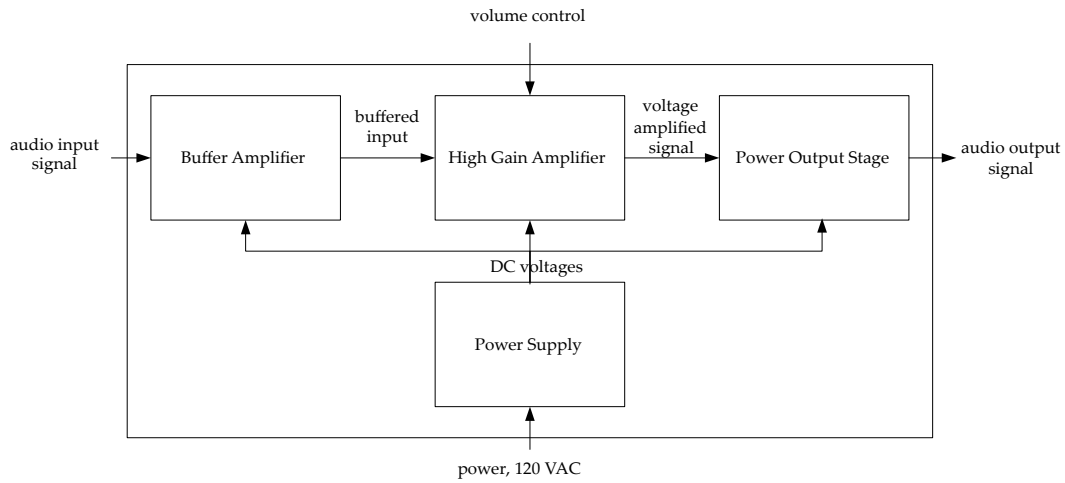 volume control
audio input
signal
Buffer Amplifier
buffered
input
High Gain Amplifier
voltage
amplified
signal
Power Output Stage
audio output
signal
DC voltages
Power Supply
power, 120 VAC